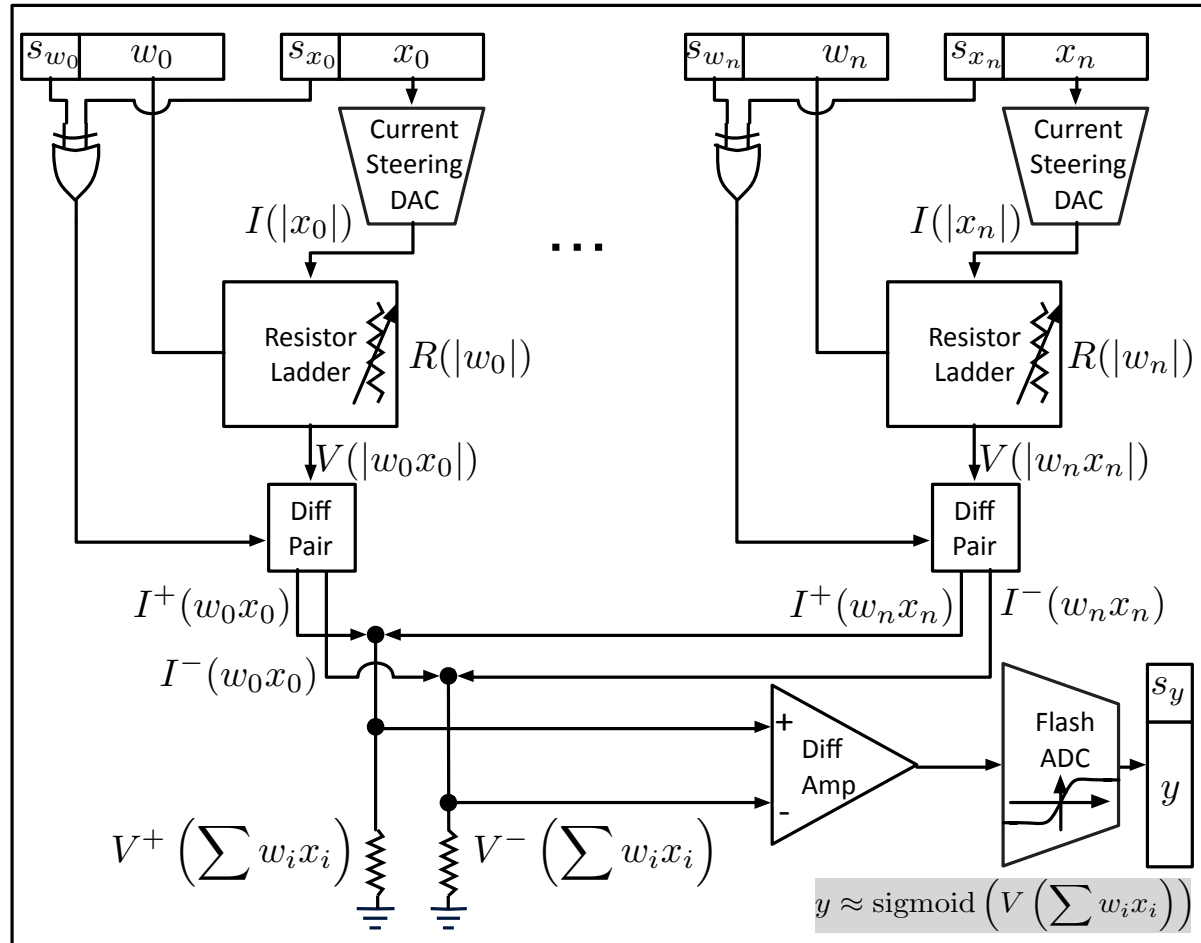 s_{w_0} w_0 s_{x_0} x_0 s_{w_n} w_n s_{x_n} x_n
Current
Steering
DAC
Current
Steering
DAC
I(|x_0|)
...
I(|x_n|)
Resistor
Ladder
R(|w_0|)
Resistor
Ladder
R(|w_n|)
V(|w_0x_0|)
V(|w_nx_n|)
Diff
Pair
Diff
Pair
I^+(w_0x_0)
I^+(w_nx_n)
I^-(w_nx_n)
I^-(w_0x_0)
+
-
Diff
Amp
Flash
ADC
s_y
y
V^+(∑ w_ix_i)
V^-(∑ w_ix_i)
y ≈ sigmoid(V(∑ w_ix_i))